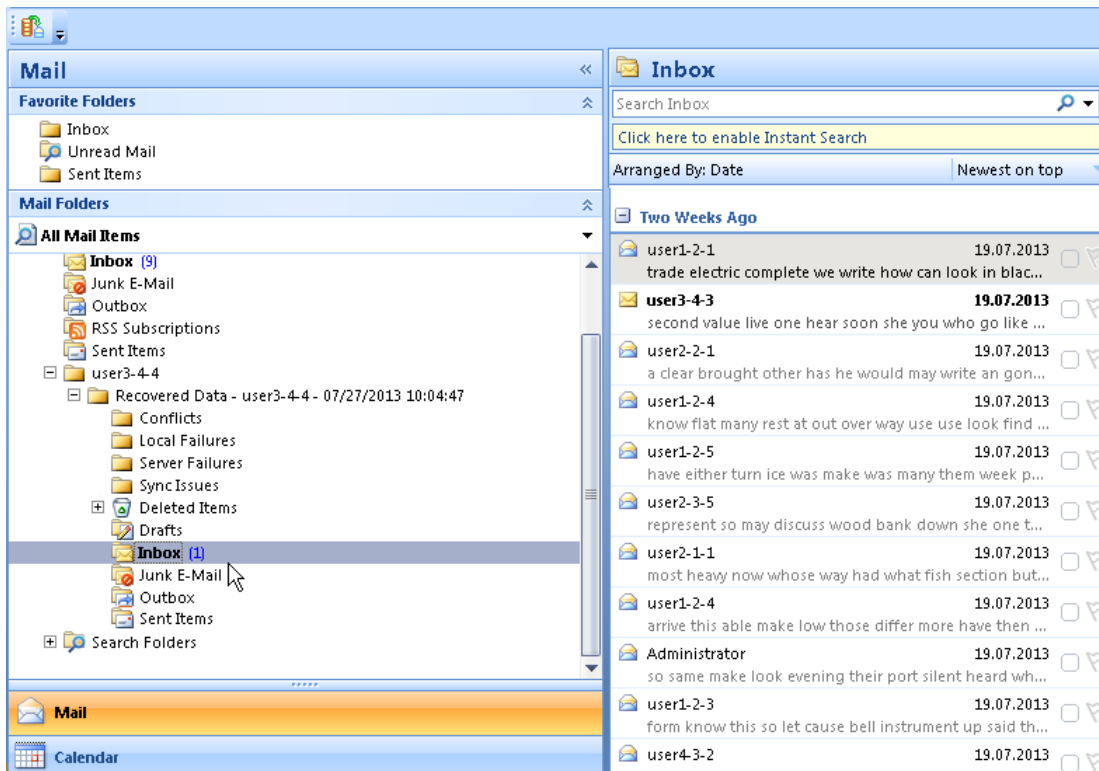 Mail
Favorite Folders
Inbox
Unread Mail
Sent Items
Mail Folders
All Mail Items
Inbox (9)
Junk E-Mail
Outbox
RSS Subscriptions
Sent Items
user3-4-4
Recovered Data - user3-4-4 - 07/27/2013 10:04:47
Conflicts
Local Failures
Server Failures
Sync Issues
Deleted Items
Drafts
Inbox (1)
Junk E-Mail
Outbox
Sent Items
Search Folders
Mail
Calendar
Inbox
Search Inbox
Click here to enable Instant Search
Arranged By: Date Newest on top
Two Weeks Ago
user1-2-1 19.07.2013
trade electric complete we write how can look in blac...
user3-4-3 19.07.2013
second value live one hear soon she you who go like ...
user2-2-1 19.07.2013
a clear brought other has he would may write an gon...
user1-2-4 19.07.2013
know flat many rest at out over way use use look find ...
user1-2-5 19.07.2013
have either turn ice was make was many them week p...
user2-3-5 19.07.2013
represent so may discuss wood bank down she one t...
user2-1-1 19.07.2013
most heavy now whose way had what fish section but...
user1-2-4 19.07.2013
arrive this able make low those differ more have then ...
Administrator 19.07.2013
so same make look evening their port silent heard wh...
user1-2-3 19.07.2013
form know this so let cause bell instrument up said th...
user4-3-2 19.07.2013